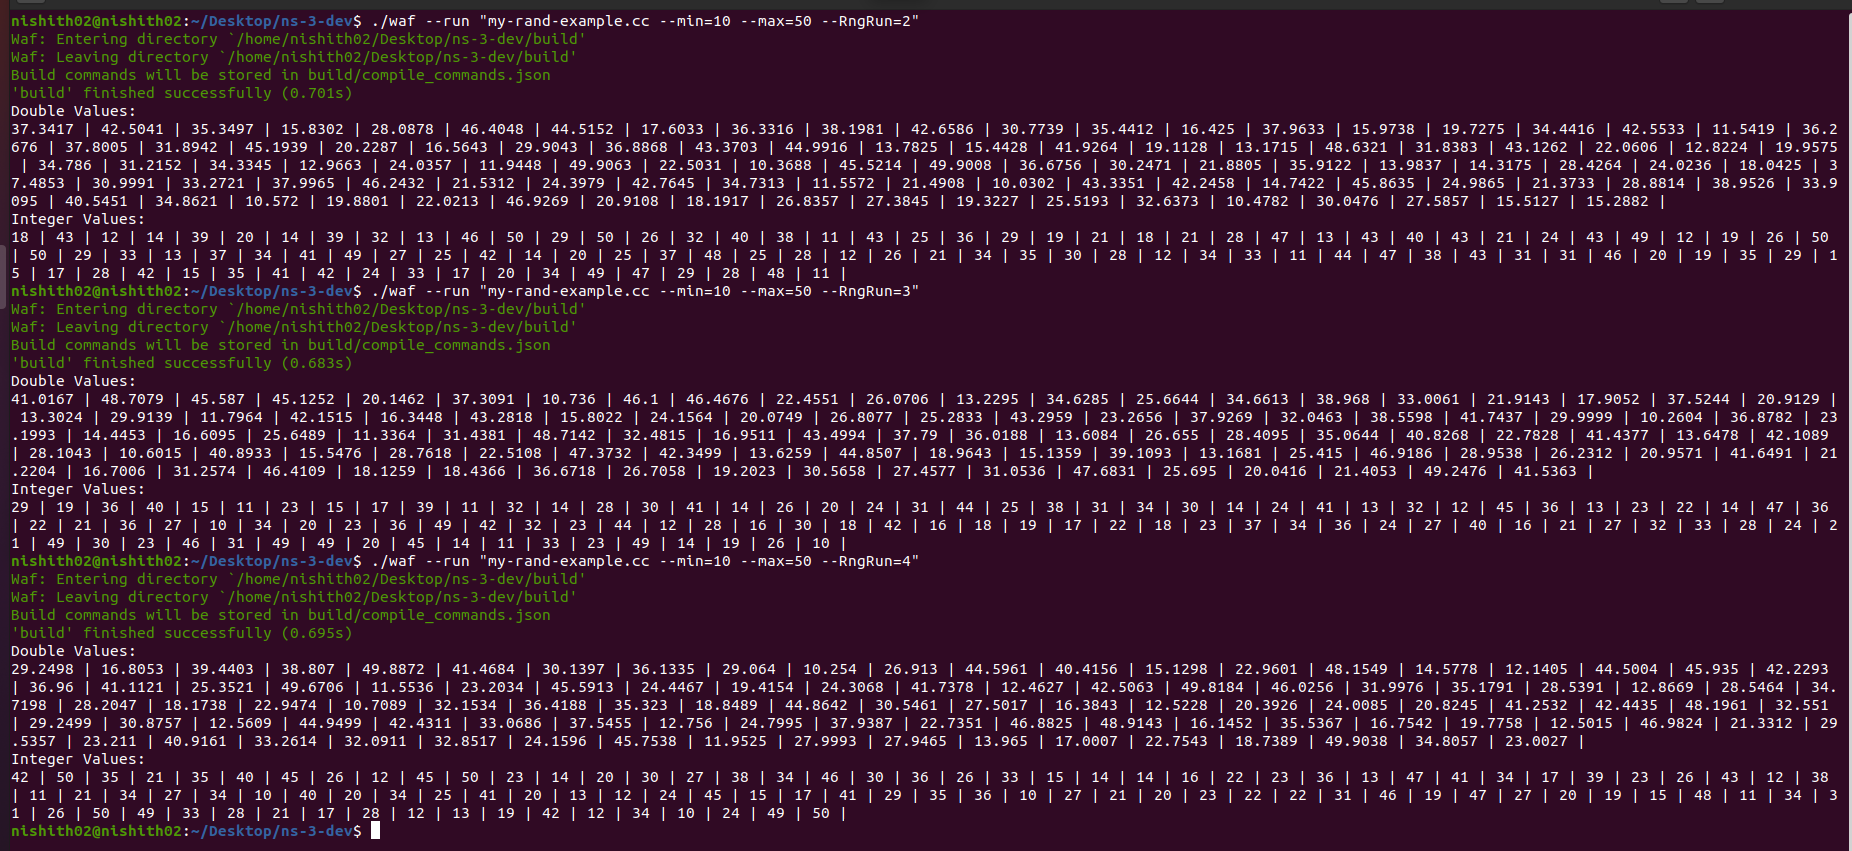 nishith02@nishith02:~/Desktop/ns-3-dev$ ./waf --run "my-rand-example.cc --min=10 --max=50 --RngRun=2"
Waf: Entering directory `/home/nishith02/Desktop/ns-3-dev/build'
Waf: Leaving directory `/home/nishith02/Desktop/ns-3-dev/build'
Build commands will be stored in build/compile_commands.json
'build' finished successfully (0.701s)
Double Values:
37.3417 | 42.5041 | 35.3497 | 15.8302 | 28.0878 | 46.4048 | 44.5152 | 17.6033 | 36.3316 | 38.1981 | 42.6586 | 30.7739 | 35.4412 | 16.425 | 37.9633 | 15.9738 | 19.7275 | 34.4416 | 42.5533 | 11.5419 | 36.2
676 | 37.8005 | 31.8942 | 45.1939 | 20.2287 | 16.5643 | 29.9043 | 36.8868 | 43.3703 | 44.9916 | 13.7825 | 15.4428 | 41.9264 | 19.1128 | 13.1715 | 48.6321 | 31.8383 | 43.1262 | 22.0606 | 12.8224 | 19.9575
 | 34.786 | 31.2152 | 34.3345 | 12.9663 | 24.0357 | 11.9448 | 49.9063 | 22.5031 | 10.3688 | 45.5214 | 49.9008 | 36.6756 | 30.2471 | 21.8805 | 35.9122 | 13.9837 | 14.3175 | 28.4264 | 24.0236 | 18.0425 | 3
7.4853 | 30.9991 | 33.2721 | 37.9965 | 46.2432 | 21.5312 | 24.3979 | 42.7645 | 34.7313 | 11.5572 | 21.4908 | 10.0302 | 43.3351 | 42.2458 | 14.7422 | 45.8635 | 24.9865 | 21.3733 | 28.8814 | 38.9526 | 33.9
095 | 40.5451 | 34.8621 | 10.572 | 19.8801 | 22.0213 | 46.9269 | 20.9108 | 18.1917 | 26.8357 | 27.3845 | 19.3227 | 25.5193 | 32.6373 | 10.4782 | 30.0476 | 27.5857 | 15.5127 | 15.2882 |
Integer Values:
18 | 43 | 12 | 14 | 39 | 20 | 14 | 39 | 32 | 13 | 46 | 50 | 29 | 50 | 26 | 32 | 40 | 38 | 11 | 43 | 25 | 36 | 29 | 19 | 21 | 18 | 21 | 28 | 47 | 13 | 43 | 40 | 43 | 21 | 24 | 43 | 49 | 12 | 19 | 26 | 50
| 50 | 29 | 33 | 13 | 37 | 34 | 41 | 49 | 27 | 25 | 42 | 14 | 20 | 25 | 37 | 48 | 25 | 28 | 12 | 26 | 21 | 34 | 35 | 30 | 28 | 12 | 34 | 33 | 11 | 44 | 47 | 38 | 43 | 31 | 31 | 46 | 20 | 19 | 35 | 29 | 1
5 | 17 | 28 | 42 | 15 | 35 | 41 | 42 | 24 | 33 | 17 | 20 | 34 | 49 | 47 | 29 | 28 | 48 | 11 |
nishith02@nishith02:~/Desktop/ns-3-dev$ ./waf --run "my-rand-example.cc --min=10 --max=50 --RngRun=3"
Waf: Entering directory `/home/nishith02/Desktop/ns-3-dev/build'
Waf: Leaving directory `/home/nishith02/Desktop/ns-3-dev/build'
Build commands will be stored in build/compile_commands.json
'build' finished successfully (0.683s)
Double Values:
41.0167 | 48.7079 | 45.587 | 45.1252 | 20.1462 | 37.3091 | 10.736 | 46.1 | 46.4676 | 22.4551 | 26.0706 | 13.2295 | 34.6285 | 25.6644 | 34.6613 | 38.968 | 33.0061 | 21.9143 | 17.9052 | 37.5244 | 20.9129 |
 13.3024 | 29.9139 | 11.7964 | 42.1515 | 16.3448 | 43.2818 | 15.8022 | 24.1564 | 20.0749 | 26.8077 | 25.2833 | 43.2959 | 23.2656 | 37.9269 | 32.0463 | 38.5598 | 41.7437 | 29.9999 | 10.2604 | 36.8782 | 23
.1993 | 14.4453 | 16.6095 | 25.6489 | 11.3364 | 31.4381 | 48.7142 | 32.4815 | 16.9511 | 43.4994 | 37.79 | 36.0188 | 13.6084 | 26.655 | 28.4095 | 35.0644 | 40.8268 | 22.7828 | 41.4377 | 13.6478 | 42.1089
| 28.1043 | 10.6015 | 40.8933 | 15.5476 | 28.7618 | 22.5108 | 47.3732 | 42.3499 | 13.6259 | 44.8507 | 18.9643 | 15.1359 | 39.1093 | 13.1681 | 25.415 | 46.9186 | 28.9538 | 26.2312 | 20.9571 | 41.6491 | 21
.2204 | 16.7006 | 31.2574 | 46.4109 | 18.1259 | 18.4366 | 36.6718 | 26.7058 | 19.2023 | 30.5658 | 27.4577 | 31.0536 | 47.6831 | 25.695 | 20.0416 | 21.4053 | 49.2476 | 41.5363 |
Integer Values:
29 | 19 | 36 | 40 | 15 | 11 | 23 | 15 | 17 | 39 | 11 | 32 | 14 | 28 | 30 | 41 | 14 | 26 | 20 | 24 | 31 | 44 | 25 | 38 | 31 | 34 | 30 | 14 | 24 | 41 | 13 | 32 | 12 | 45 | 36 | 13 | 23 | 22 | 14 | 47 | 36
| 22 | 21 | 36 | 27 | 10 | 34 | 20 | 23 | 36 | 49 | 42 | 32 | 23 | 44 | 12 | 28 | 16 | 30 | 18 | 42 | 16 | 18 | 19 | 17 | 22 | 18 | 23 | 37 | 34 | 36 | 24 | 27 | 40 | 16 | 21 | 27 | 32 | 33 | 28 | 24 | 2
1 | 49 | 30 | 23 | 46 | 31 | 49 | 49 | 20 | 45 | 14 | 11 | 33 | 23 | 49 | 14 | 19 | 26 | 10 |
nishith02@nishith02:~/Desktop/ns-3-dev$ ./waf --run "my-rand-example.cc --min=10 --max=50 --RngRun=4"
Waf: Entering directory `/home/nishith02/Desktop/ns-3-dev/build'
Waf: Leaving directory `/home/nishith02/Desktop/ns-3-dev/build'
Build commands will be stored in build/compile_commands.json
'build' finished successfully (0.695s)
Double Values:
29.2498 | 16.8053 | 39.4403 | 38.807 | 49.8872 | 41.4684 | 30.1397 | 36.1335 | 29.064 | 10.254 | 26.913 | 44.5961 | 40.4156 | 15.1298 | 22.9601 | 48.1549 | 14.5778 | 12.1405 | 44.5004 | 45.935 | 42.2293
| 36.96 | 41.1121 | 25.3521 | 49.6706 | 11.5536 | 23.2034 | 45.5913 | 24.4467 | 19.4154 | 24.3068 | 41.7378 | 12.4627 | 42.5063 | 49.8184 | 46.0256 | 31.9976 | 35.1791 | 28.5391 | 12.8669 | 28.5464 | 34.
7198 | 28.2047 | 18.1738 | 22.9474 | 10.7089 | 32.1534 | 36.4188 | 35.323 | 18.8489 | 44.8642 | 30.5461 | 27.5017 | 16.3843 | 12.5228 | 20.3926 | 24.0085 | 20.8245 | 41.2532 | 42.4435 | 48.1961 | 32.551
| 29.2499 | 30.8757 | 12.5609 | 44.9499 | 42.4311 | 33.0686 | 37.5455 | 12.756 | 24.7995 | 37.9387 | 22.7351 | 46.8825 | 48.9143 | 16.1452 | 35.5367 | 16.7542 | 19.7758 | 12.5015 | 46.9824 | 21.3312 | 29
.5357 | 23.211 | 40.9161 | 33.2614 | 32.0911 | 32.8517 | 24.1596 | 45.7538 | 11.9525 | 27.9993 | 27.9465 | 13.965 | 17.0007 | 22.7543 | 18.7389 | 49.9038 | 34.8057 | 23.0027 |
Integer Values:
42 | 50 | 35 | 21 | 35 | 40 | 45 | 26 | 12 | 45 | 50 | 23 | 14 | 20 | 30 | 27 | 38 | 34 | 46 | 30 | 36 | 26 | 33 | 15 | 14 | 14 | 16 | 22 | 23 | 36 | 13 | 47 | 41 | 34 | 17 | 39 | 23 | 26 | 43 | 12 | 38
| 11 | 21 | 34 | 27 | 34 | 10 | 40 | 20 | 34 | 25 | 41 | 20 | 13 | 12 | 24 | 45 | 15 | 17 | 41 | 29 | 35 | 36 | 10 | 27 | 21 | 20 | 23 | 22 | 22 | 31 | 46 | 19 | 47 | 27 | 20 | 19 | 15 | 48 | 11 | 34 | 3
1 | 26 | 50 | 49 | 33 | 28 | 21 | 17 | 28 | 12 | 13 | 19 | 42 | 12 | 34 | 10 | 24 | 49 | 50 |
nishith02@nishith02:~/Desktop/ns-3-dev$